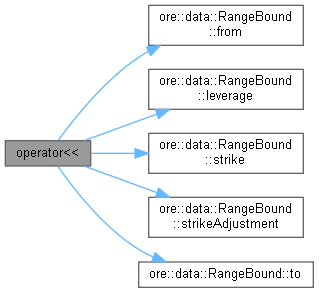 ore::data::RangeBound
::from
ore::data::RangeBound
::leverage
operator<<
ore::data::RangeBound
::strike
ore::data::RangeBound
::strikeAdjustment
ore::data::RangeBound::to